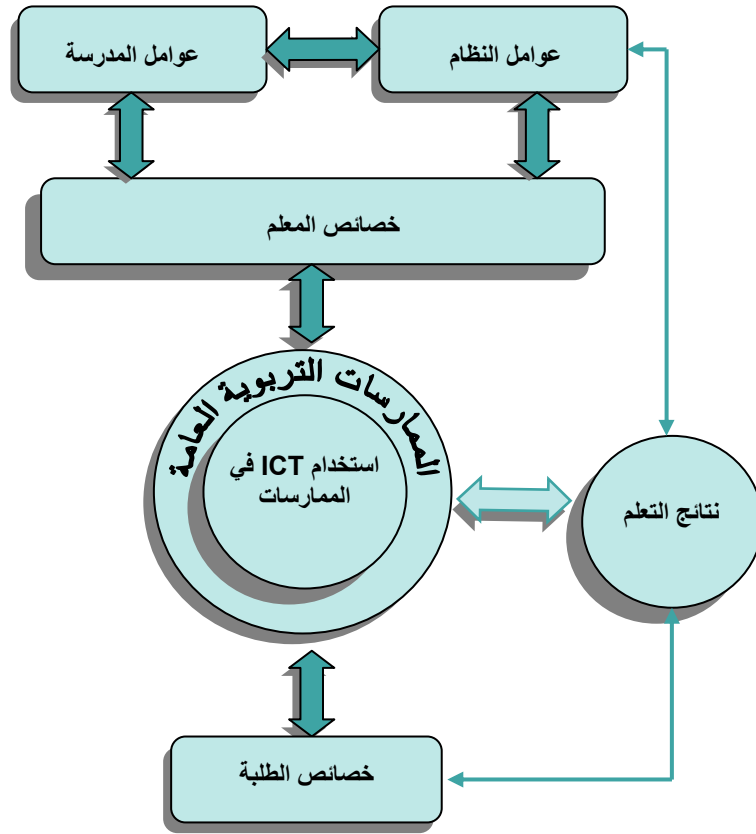 عوامل النظام
عوامل المدرسة
خصائص المعلم
الممارسات التربوية العامة
استخدام ICT في
الممارسات
نتائج التعلم
خصائص الطلبة